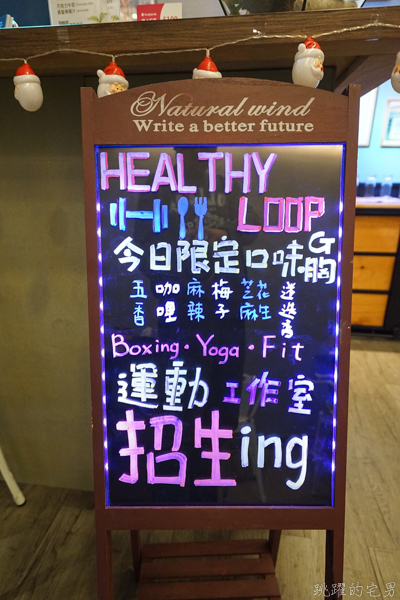 Natural wind
Write a better future
HEALTHY
LOOP
今日限定口味G胸
五香 咖哩 麻辣 梅子 芝麻 花生
Boxing·Yoga·Fit
運動工作室
招生ing
跳躍的宅男